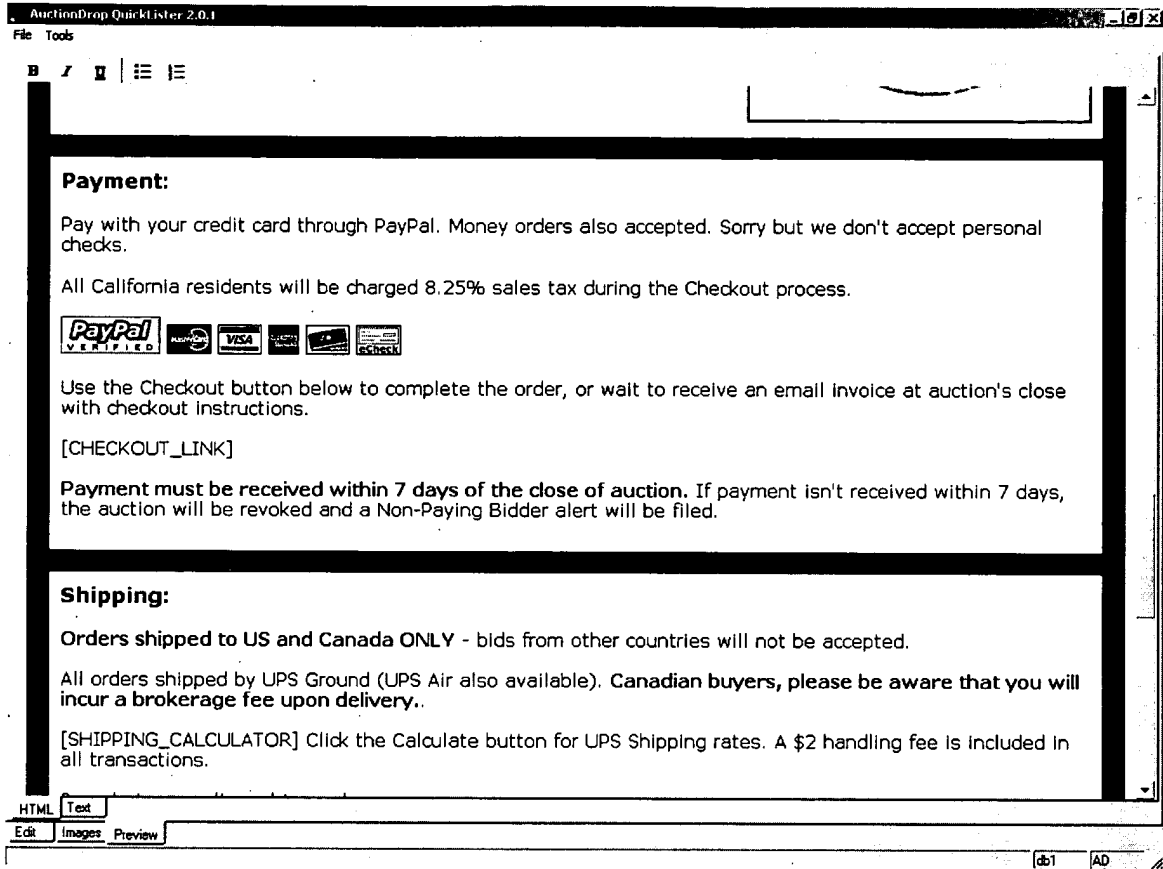 AuctionDrop QuickLister 2.0.1
File Tools
B I U
Payment:
Pay with your credit card through PayPal. Money orders also accepted. Sorry but we don't accept personal
checks.
All California residents will be charged 8.25% sales tax during the Checkout process.
PayPal
VERIFIED
VISA
eCheck
Use the Checkout button below to complete the order, or wait to receive an email invoice at auction's close
with checkout instructions.
[CHECKOUT_LINK]
Payment must be received within 7 days of the close of auction. If payment isn't received within 7 days,
the auction will be revoked and a Non-Paying Bidder alert will be filed.
Shipping:
Orders shipped to US and Canada ONLY - bids from other countries will not be accepted.
All orders shipped by UPS Ground (UPS Air also available). Canadian buyers, please be aware that you will
incur a brokerage fee upon delivery..
[SHIPPING_CALCULATOR] Click the Calculate button for UPS Shipping rates. A $2 handling fee is included in
all transactions.
HTML Text
Edit Images Preview
db1 AD